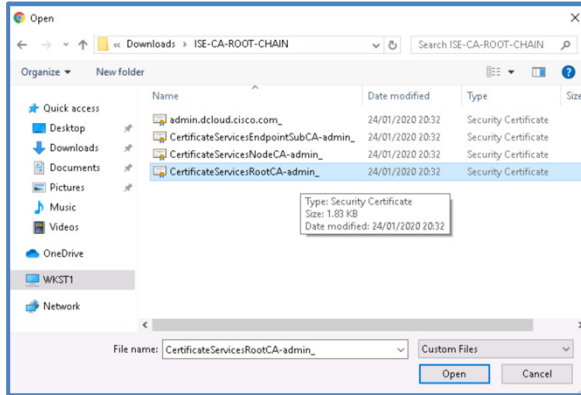 Open
« Downloads > ISE-CA-ROOT-CHAIN
Search ISE-CA-ROOT-CHAIN
Organize
New folder
Name Date modified Type Size
Quick access
Desktop
Downloads
Documents
Pictures
Music
Videos
OneDrive
WKST1
Network
admin.dcloud.cisco.com_ 24/01/2020 20:32 Security Certificate
CertificateServicesEndpointSubCA-admin_ 24/01/2020 20:32 Security Certificate
CertificateServicesNodeCA-admin_ 24/01/2020 20:32 Security Certificate
CertificateServicesRootCA-admin_ 24/01/2020 20:32 Security Certificate
Type: Security Certificate
Size: 1.83 KB
Date modified: 24/01/2020 20:32
File name: CertificateServicesRootCA-admin_ Custom Files
Open Cancel